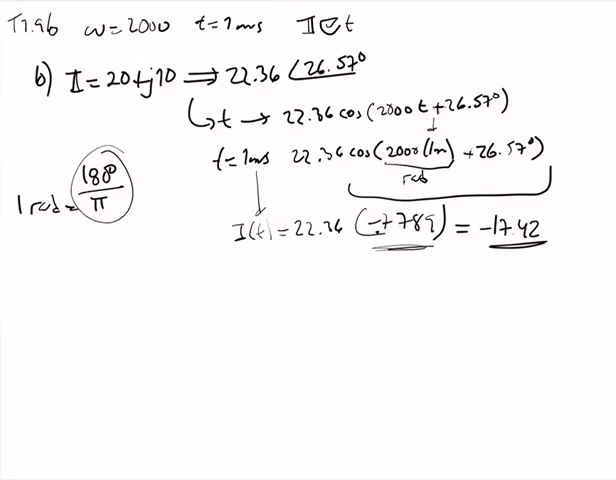 T1.96 ω=2000 t=1ms I@t
b) I=20+j10 ⟹ 22.36∠26.57°
↳t → 22.36 cos(2000t+26.57°)
t=1ms 22.36 cos(2000(1m)+26.57°)
rad
1 rad = 180°/π
I(t)=22.36 (-.7789) = -17.42